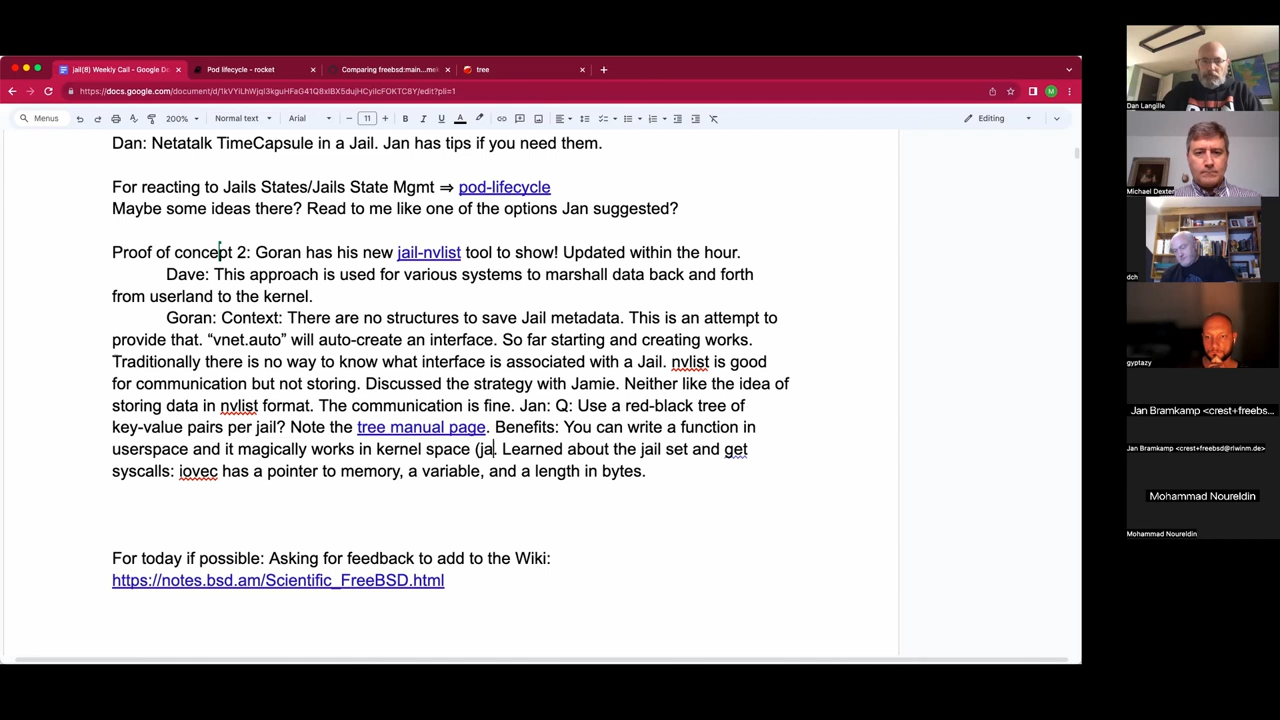 jail(8) Weekly Call - Google Do
Pod lifecycle - rocket
Comparing freebsd:main...me
tree
https://docs.google.com/document/d/1kVYiLhWjql3kguHFaG41Q8xlBX5dujHCyilcFOKTC8Y/edit?pli=1
M
Menus
200%
Normal text
Arial
11
B I U A
Editing
Dan: Netatalk TimeCapsule in a Jail. Jan has tips if you need them.
For reacting to Jails States/Jails State Mgmt ⇒ pod-lifecycle
Maybe some ideas there? Read to me like one of the options Jan suggested?
Proof of concept 2: Goran has his new jail-nvlist tool to show! Updated within the hour.
Dave: This approach is used for various systems to marshall data back and forth
from userland to the kernel.
Goran: Context: There are no structures to save Jail metadata. This is an attempt to
provide that. “vnet.auto” will auto-create an interface. So far starting and creating works.
Traditionally there is no way to know what interface is associated with a Jail. nvlist is good
for communication but not storing. Discussed the strategy with Jamie. Neither like the idea of
storing data in nvlist format. The communication is fine. Jan: Q: Use a red-black tree of
key-value pairs per jail? Note the tree manual page. Benefits: You can write a function in
userspace and it magically works in kernel space (ja. Learned about the jail set and get
syscalls: iovec has a pointer to memory, a variable, and a length in bytes.
For today if possible: Asking for feedback to add to the Wiki:
https://notes.bsd.am/Scientific_FreeBSD.html
Dan Langille
Michael Dexter
dch
gyptazy
Jan Bramkamp <crest+freebs...
Jan Bramkamp <crest+freebsd@rlwinm.de>
Mohammad Noureldin
Mohammad Noureldin